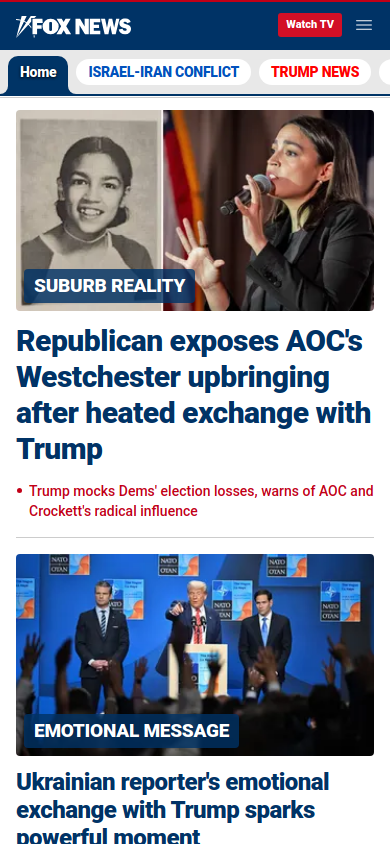 FOX NEWS
Watch TV
Home
ISRAEL-IRAN CONFLICT
TRUMP NEWS
SUBURB REALITY
Republican exposes AOC's
Westchester upbringing
after heated exchange with
Trump
• Trump mocks Dems' election losses, warns of AOC and
Crockett's radical influence
NATO
OTAN
NATO
OTAN
NATO
OTAN
NATO
OTAN
EMOTIONAL MESSAGE
Ukrainian reporter's emotional
exchange with Trump sparks
powerful moment